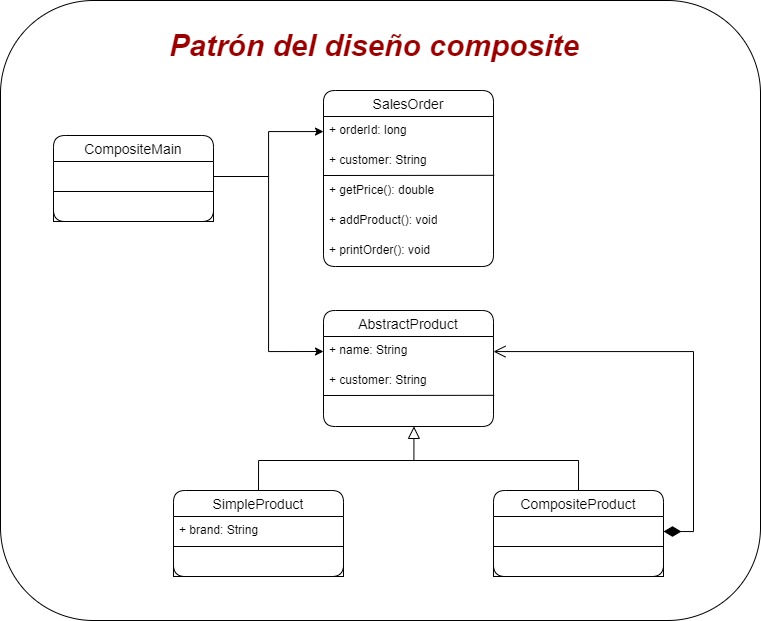 Patrón del diseño composite
SalesOrder
+ orderId: long
+ customer: String
+ getPrice(): double
+ addProduct(): void
+ printOrder(): void
CompositeMain
AbstractProduct
+ name: String
+ customer: String
SimpleProduct
+ brand: String
CompositeProduct